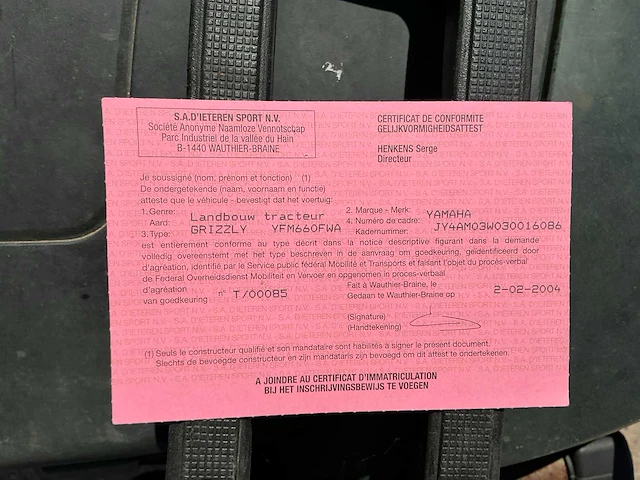 S.A.D'IETEREN SPORT N.V.
Société Anonyme Naamloze Vennotschap
Parc Industriel de la vallée du Hain
B-1440 WAUTHIER-BRAINE
CERTIFICAT DE CONFORMITE
GELIJKVORMIGHEIDSATTEST
HENKENS Serge
Directeur
Je soussigné (nom, prénom et fonction) (1)
De ondergetekende (naam, voornaam en functie)
atteste que le véhicule - bevestigt dat het voertuig:
1. Genre: Landbouw tracteur
Aard:
2. Marque - Merk: YAMAHA
3. Type: GRIZZLY YFM660FWA
4. Numéro de cadre: JY4AM03W030016086
Kadernummer:
est entièrement conforme au type décrit dans la notice descriptive figurant dans la demande
volledig overeenstemt met het type beschreven in de aanvraag om goedkeuring, geïdentificeerd door
d'agréation, identifié par le Service public fédéral Mobilité et Transports et faisant l'objet du procès-verbal
de Federal Overheidsdienst Mobiliteit en Vervoer en opgenomen in proces-verbaal
d'agréation
van goedkeuring n° T/00085
Fait à Wauthier-Braine, le
Gedaan te Wauthier-Braine op 2-02-2004
(Signature)
(Handtekening)
(1) Seuls le constructeur qualifié et son mandataire sont habilités à signer le present document.
Slechts de bevoegde constructeur en zijn mandataris zijn bevoegd om dit attest te ondertekenen.
A JOINDRE AU CERTIFICAT D'IMMATRICULATION
BIJ HET INSCHRIJVINGSBEWIJS TE VOEGEN